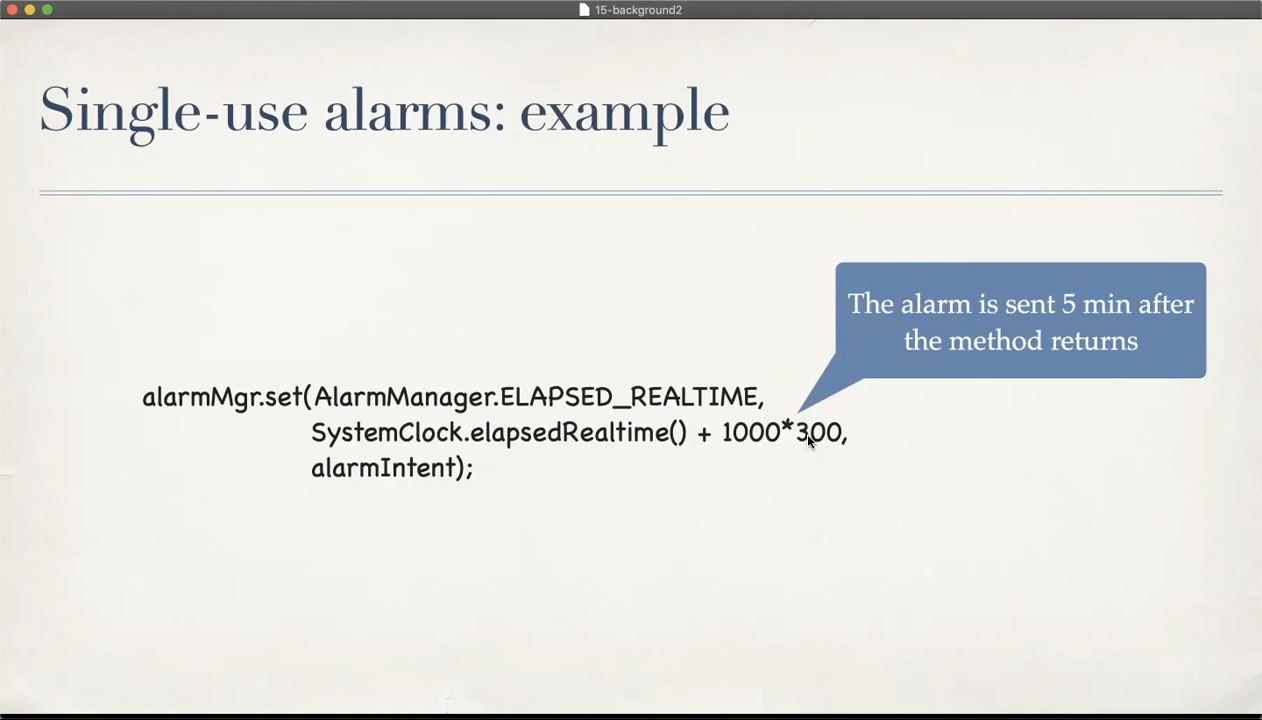 15-background2
Single-use alarms: example
The alarm is sent 5 min after
the method returns
alarmMgr.set(AlarmManager.ELAPSED_REALTIME,
SystemClock.elapsedRealtime() + 1000*300,
alarmIntent);